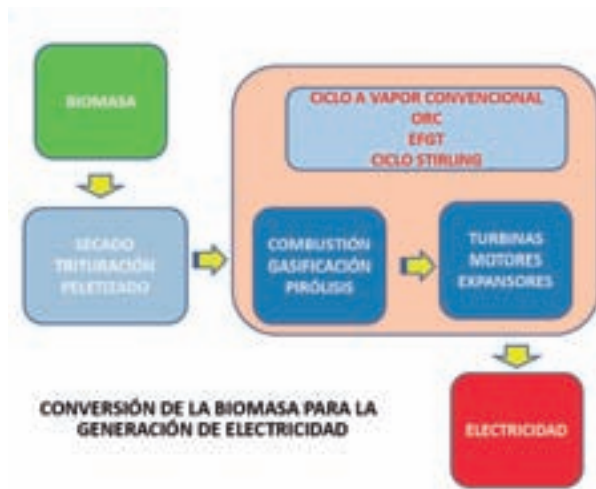 BIOMASA
CICLO A VAPOR CONVENCIONAL
ORC
EFGT
CICLO STIRLING
SECADO
TRITURACIÓN
PELETIZADO
COMBUSTIÓN
GASIFICACIÓN
PIRÓLISIS
TURBINAS
MOTORES
EXPANSORES
CONVERSIÓN DE LA BIOMASA PARA LA
GENERACIÓN DE ELECTRICIDAD
ELECTRICIDAD